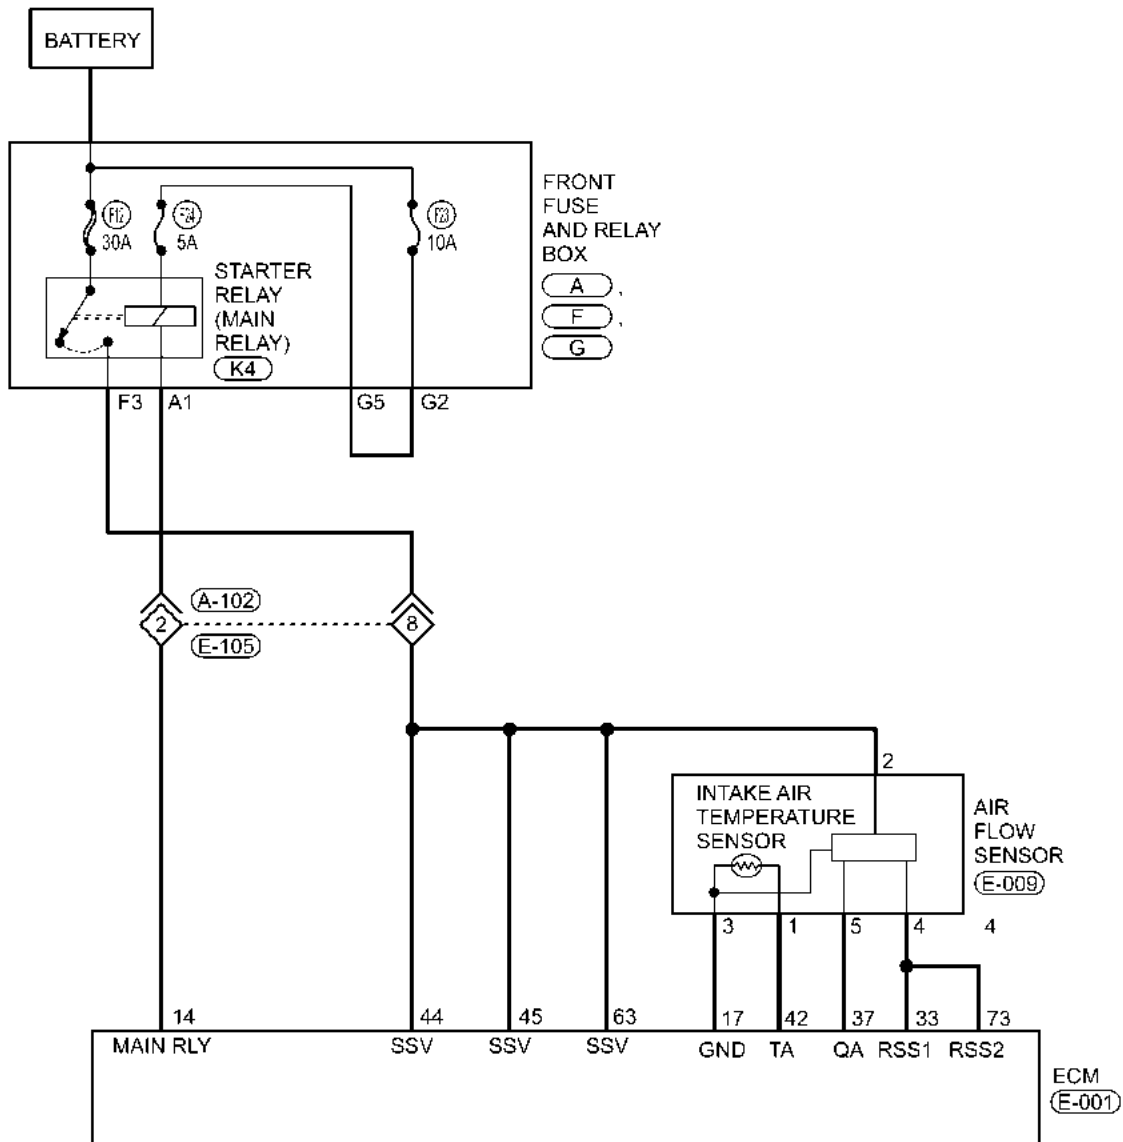 BATTERY
FRONT
FUSE
AND RELAY
BOX
A ,
F ,
G
F12
30A
F24
5A
F23
10A
STARTER
RELAY
(MAIN
RELAY)
K4
F3 A1 G5 G2
A-102
2 8
E-105
2
INTAKE AIR
TEMPERATURE
SENSOR
AIR
FLOW
SENSOR
E-009
3 1 5 4 4
14 44 45 63 17 42 37 33 73
MAIN RLY SSV SSV SSV GND TA QA RSS1 RSS2
ECM
E-001